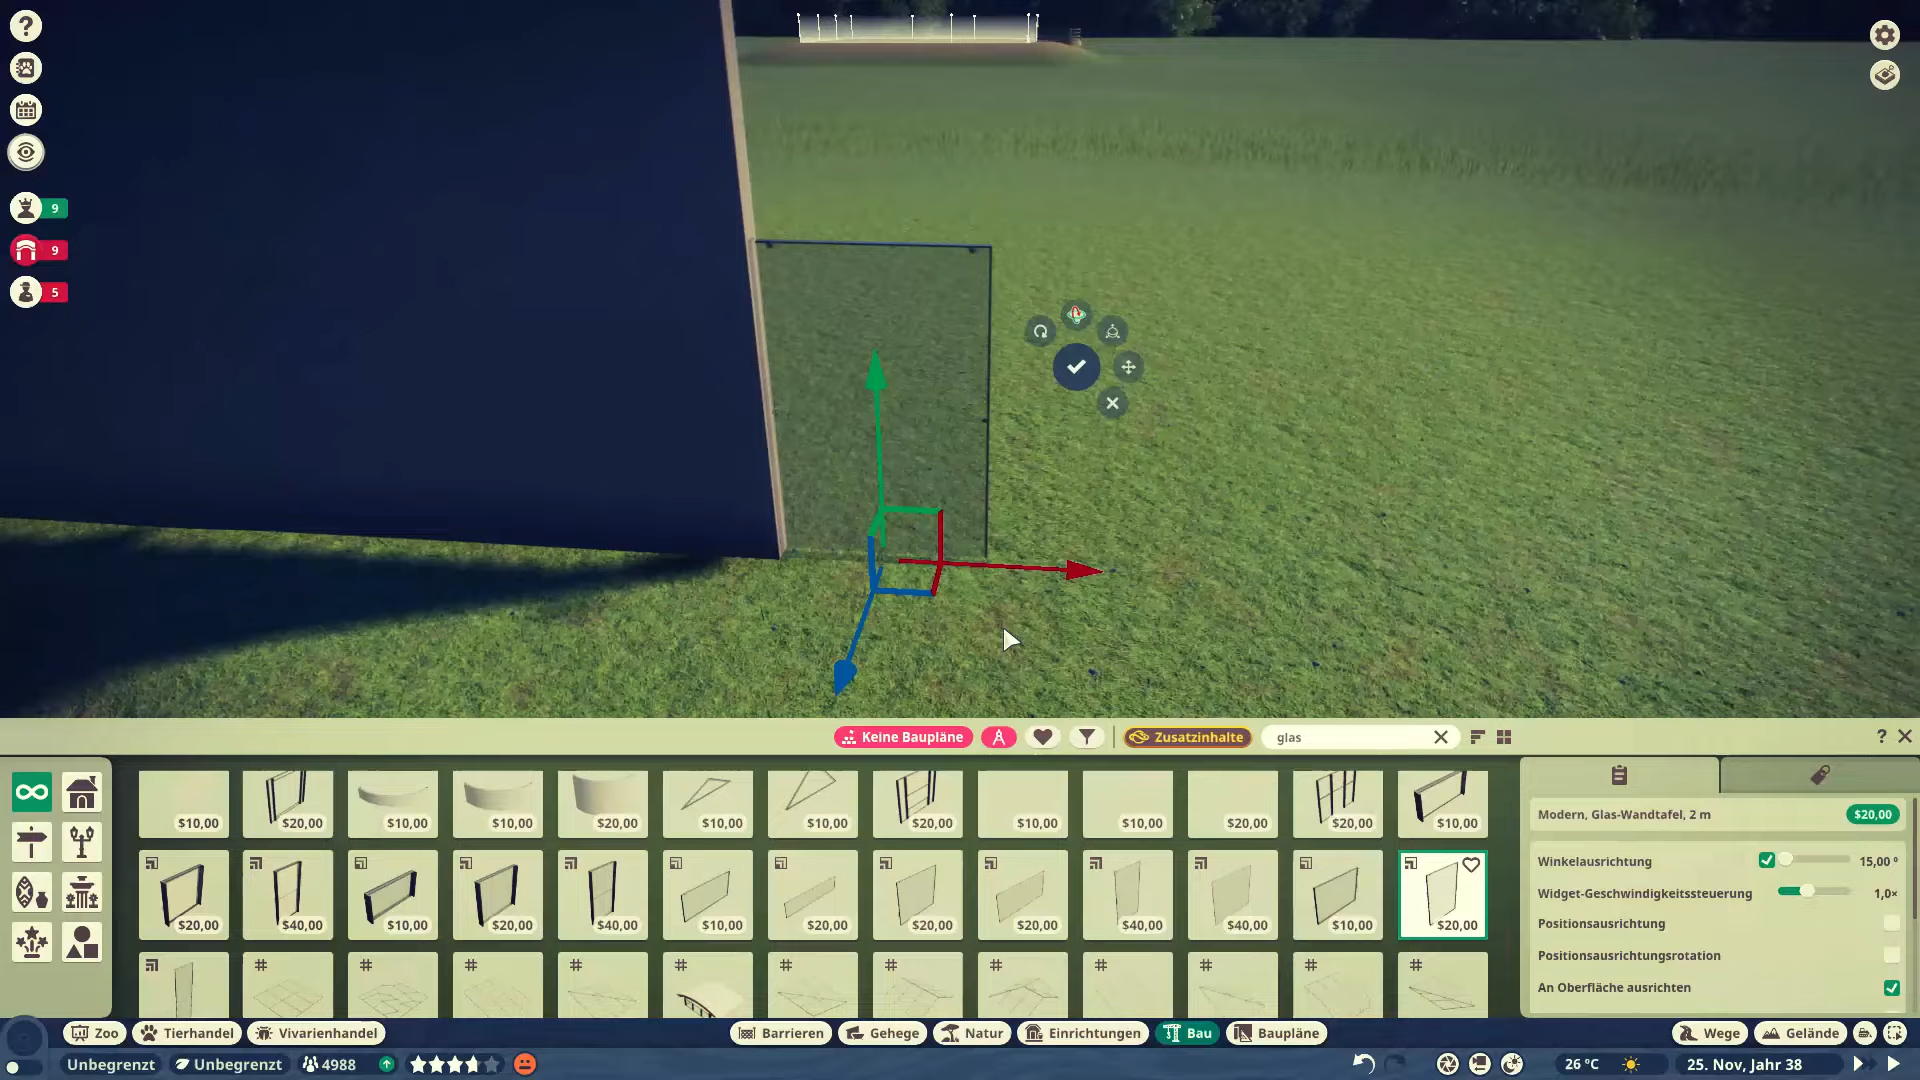 9
9
5
Keine Baupläne
Zusatzinhalte
glas
?
$10,00 $20,00 $10,00 $10,00 $20,00 $10,00 $10,00 $20,00 $10,00 $10,00 $20,00 $20,00 $10,00
$20,00 $40,00 $10,00 $20,00 $40,00 $10,00 $20,00 $20,00 $20,00 $40,00 $40,00 $10,00 $20,00
Modern, Glas-Wandtafel, 2 m $20,00
Winkelausrichtung 15,00 °
Widget-Geschwindigkeitssteuerung 1,0×
Positionsausrichtung
Positionsausrichtungsrotation
An Oberfläche ausrichten
Zoo Tierhandel Vivarienhandel Barrieren Gehege Natur Einrichtungen Bau Baupläne Wege Gelände
Unbegrenzt Unbegrenzt 4988 26 °C 25. Nov, Jahr 38